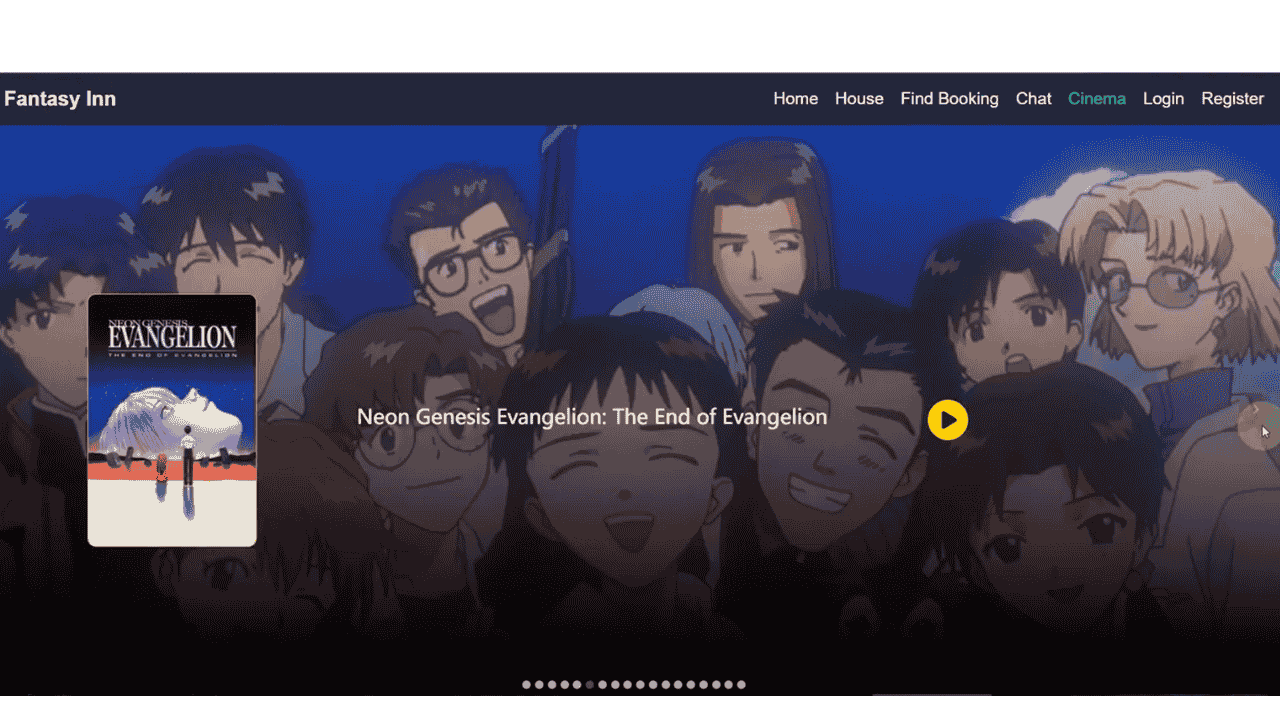 Fantasy Inn
Home House Find Booking Chat Cinema Login Register
NEON GENESIS
EVANGELION
THE END OF EVANGELION
Neon Genesis Evangelion: The End of Evangelion